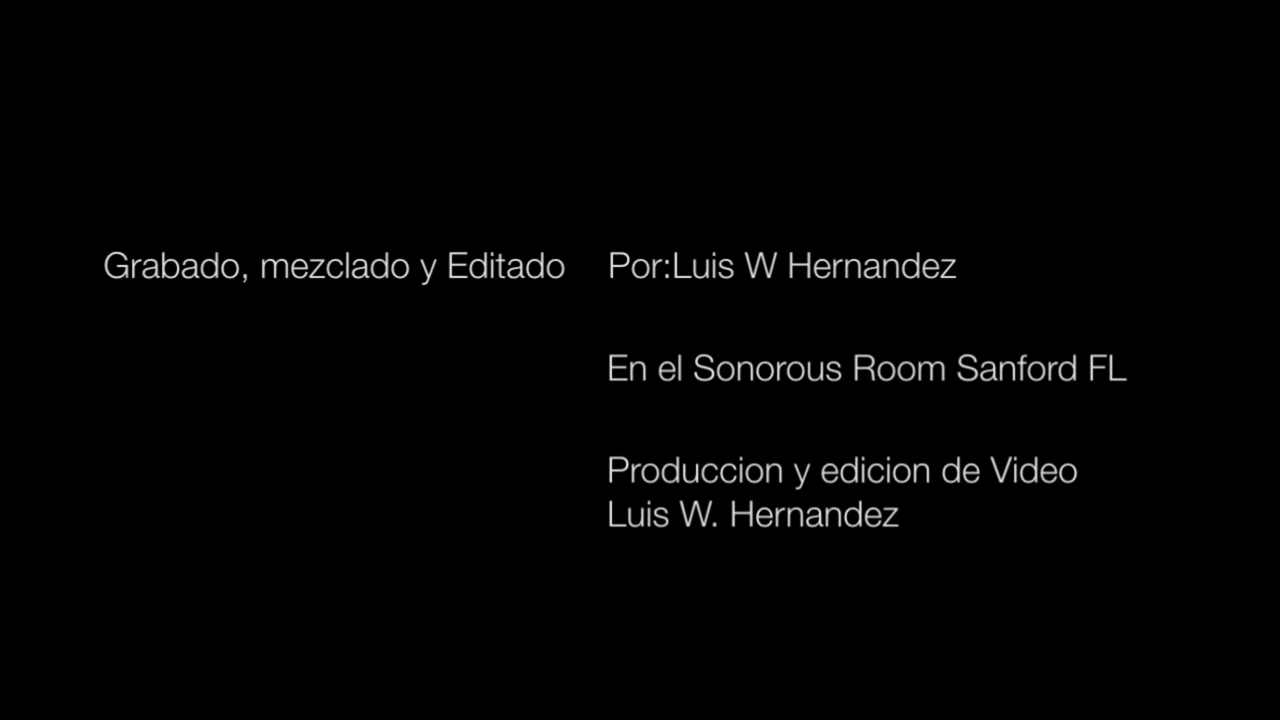 Grabado, mezclado y Editado Por:Luis W Hernandez
En el Sonorous Room Sanford FL
Produccion y edicion de Video
Luis W. Hernandez